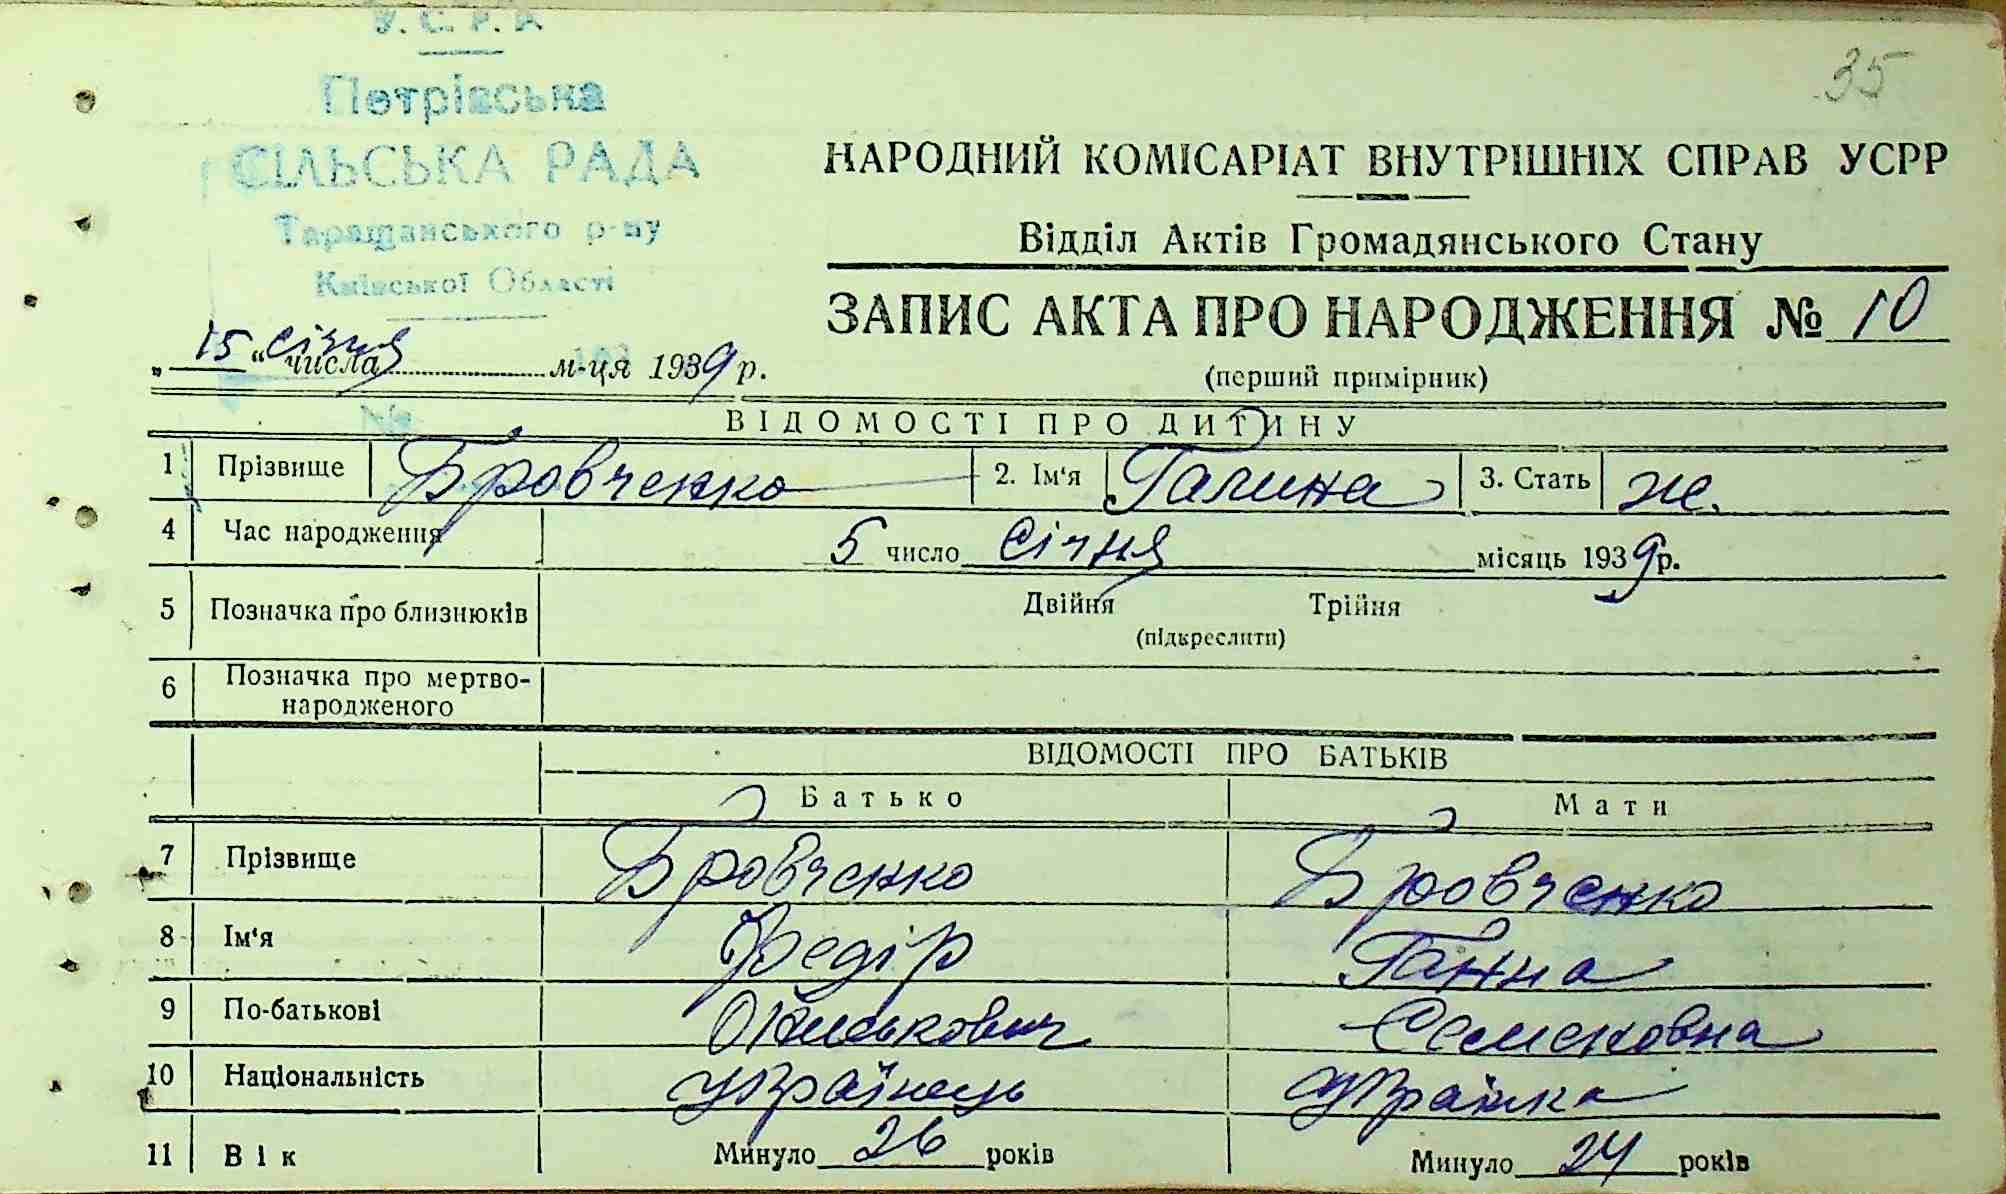 У. С. Р. Р.
Петрівська
СІЛЬСЬКА РАДА
Таращанського р-ну
Київської Області
№
35
НАРОДНИЙ КОМІСАРІАТ ВНУТРІШНІХ СПРАВ УСРР
Відділ Актів Громадянського Стану
ЗАПИС АКТА ПРО НАРОДЖЕННЯ № 10
(перший примірник)
„15“ числа січня м-ця 1939 р.
ВІДОМОСТІ ПРО ДИТИНУ
1 Прізвище Бровченко 2. Ім'я Галина 3. Стать ж.
4 Час народження 5 число Січня місяць 1939 р.
5 Позначка про близнюків Двійня Трійня
(підкреслити)
6 Позначка про мертво-
народженого
ВІДОМОСТІ ПРО БАТЬКІВ
Батько Мати
7 Прізвище Бровченко Бровченко
8 Ім'я Федір Ганна
9 По-батькові Семеновна
10 Національність українець українка
11 Вік Минуло 26 років Минуло 24 років